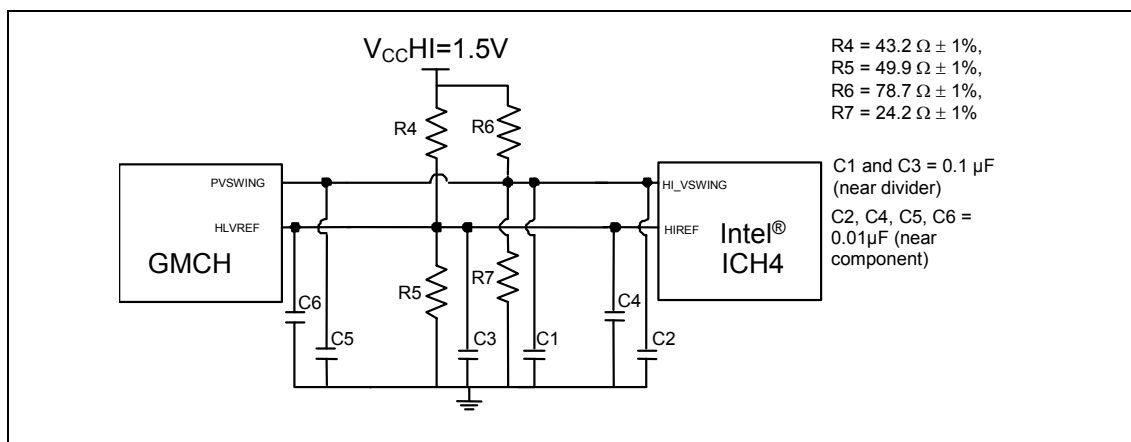 V_CC HI=1.5V
R4 = 43.2 Ω ± 1%,
R5 = 49.9 Ω ± 1%,
R6 = 78.7 Ω ± 1%,
R7 = 24.2 Ω ± 1%
R4
R6
C1 and C3 = 0.1 µF
(near divider)
C2, C4, C5, C6 =
0.01µF (near
component)
PVSWING
HI_VSWING
HLVREF
HIREF
GMCH
Intel®
ICH4
R5
R7
C6
C5
C3
C1
C4
C2